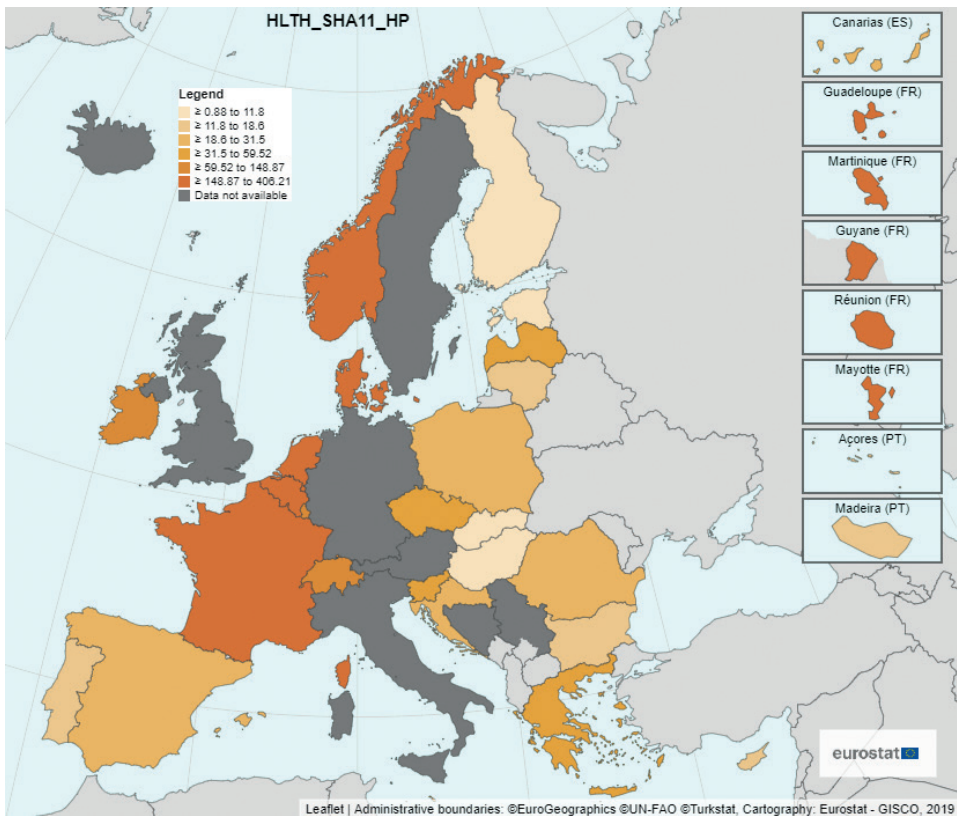 HLTH_SHA11_HP
Legend
≥ 0.88 to 11.8
≥ 11.8 to 18.6
≥ 18.6 to 31.5
≥ 31.5 to 59.52
≥ 59.52 to 148.87
≥ 148.87 to 406.21
Data not available
Canarias (ES)
Guadeloupe (FR)
Martinique (FR)
Guyane (FR)
Réunion (FR)
Mayotte (FR)
Açores (PT)
Madeira (PT)
eurostat
Leaflet | Administrative boundaries: ©EuroGeographics ©UN-FAO ©Turkstat, Cartography: Eurostat - GISCO, 2019